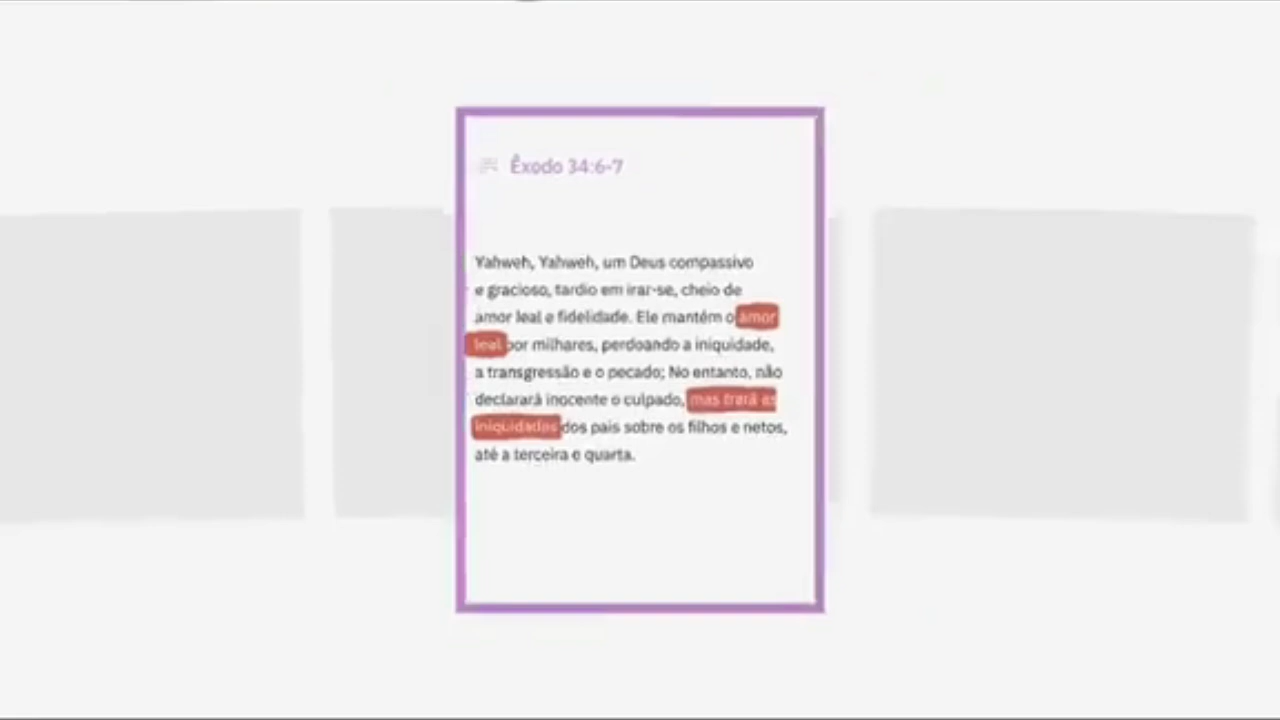 Êxodo 34:6-7
Yahweh, Yahweh, um Deus compassivo
e gracioso, tardio em irar-se, cheio de
amor leal e fidelidade. Ele mantém o amor
leal por milhares, perdoando a iniquidade,
a transgressão e o pecado; No entanto, não
declarará inocente o culpado, mas trará as
iniquidades dos pais sobre os filhos e netos,
até a terceira e quarta.